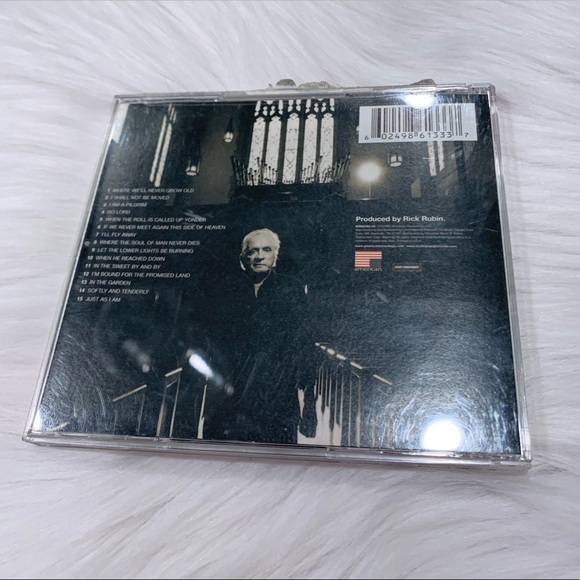 6 02498 61333 7
1 WHERE WE'LL NEVER GROW OLD
2 I SHALL NOT BE MOVED
3 I AM A PILGRIM
4 DO LORD
5 WHEN THE ROLL IS CALLED UP YONDER
6 IF WE NEVER MEET AGAIN THIS SIDE OF HEAVEN
7 I'LL FLY AWAY
8 WHERE THE SOUL OF MAN NEVER DIES
9 LET THE LOWER LIGHTS BE BURNING
10 WHEN HE REACHED DOWN
11 IN THE SWEET BY AND BY
12 I'M BOUND FOR THE PROMISED LAND
13 IN THE GARDEN
14 SOFTLY AND TENDERLY
15 JUST AS I AM
Produced by Rick Rubin.
american